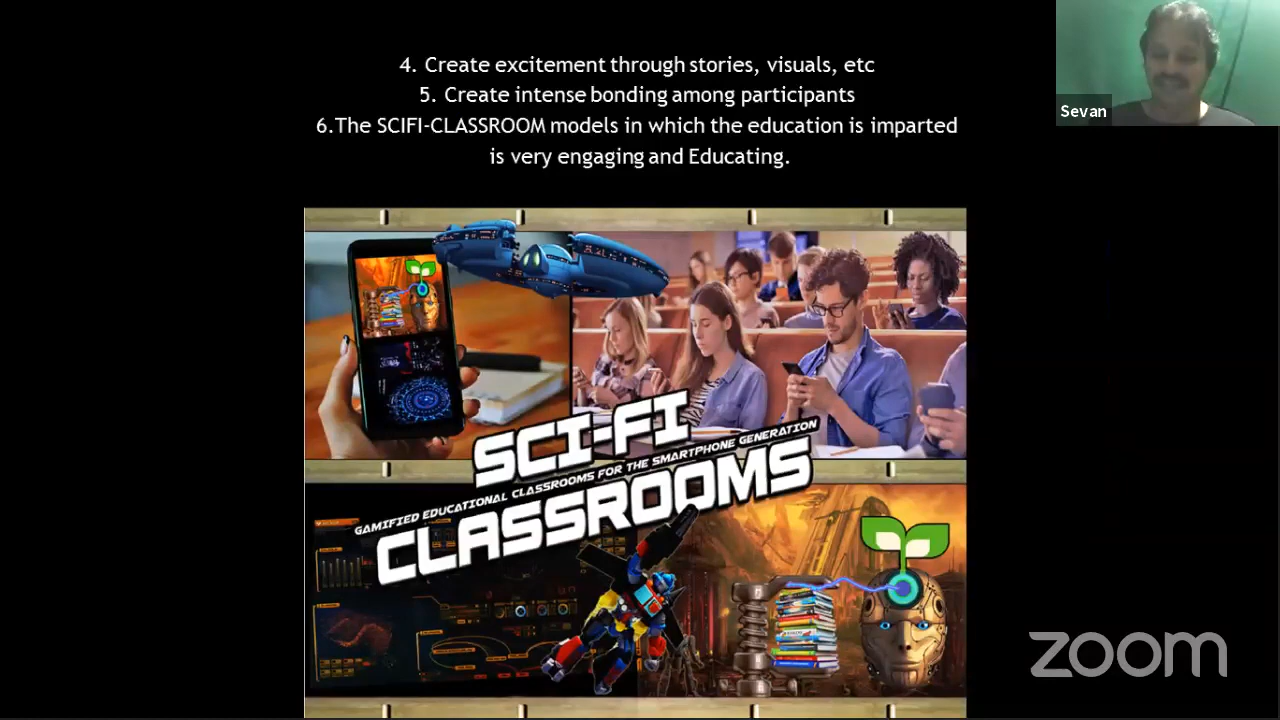 4. Create excitement through stories, visuals, etc
5. Create intense bonding among participants
6.The SCIFI-CLASSROOM models in which the education is imparted
is very engaging and Educating.
Sevan
SCI-FI
GAMIFIED EDUCATIONAL CLASSROOMS FOR THE SMARTPHONE GENERATION
CLASSROOMS
zoom